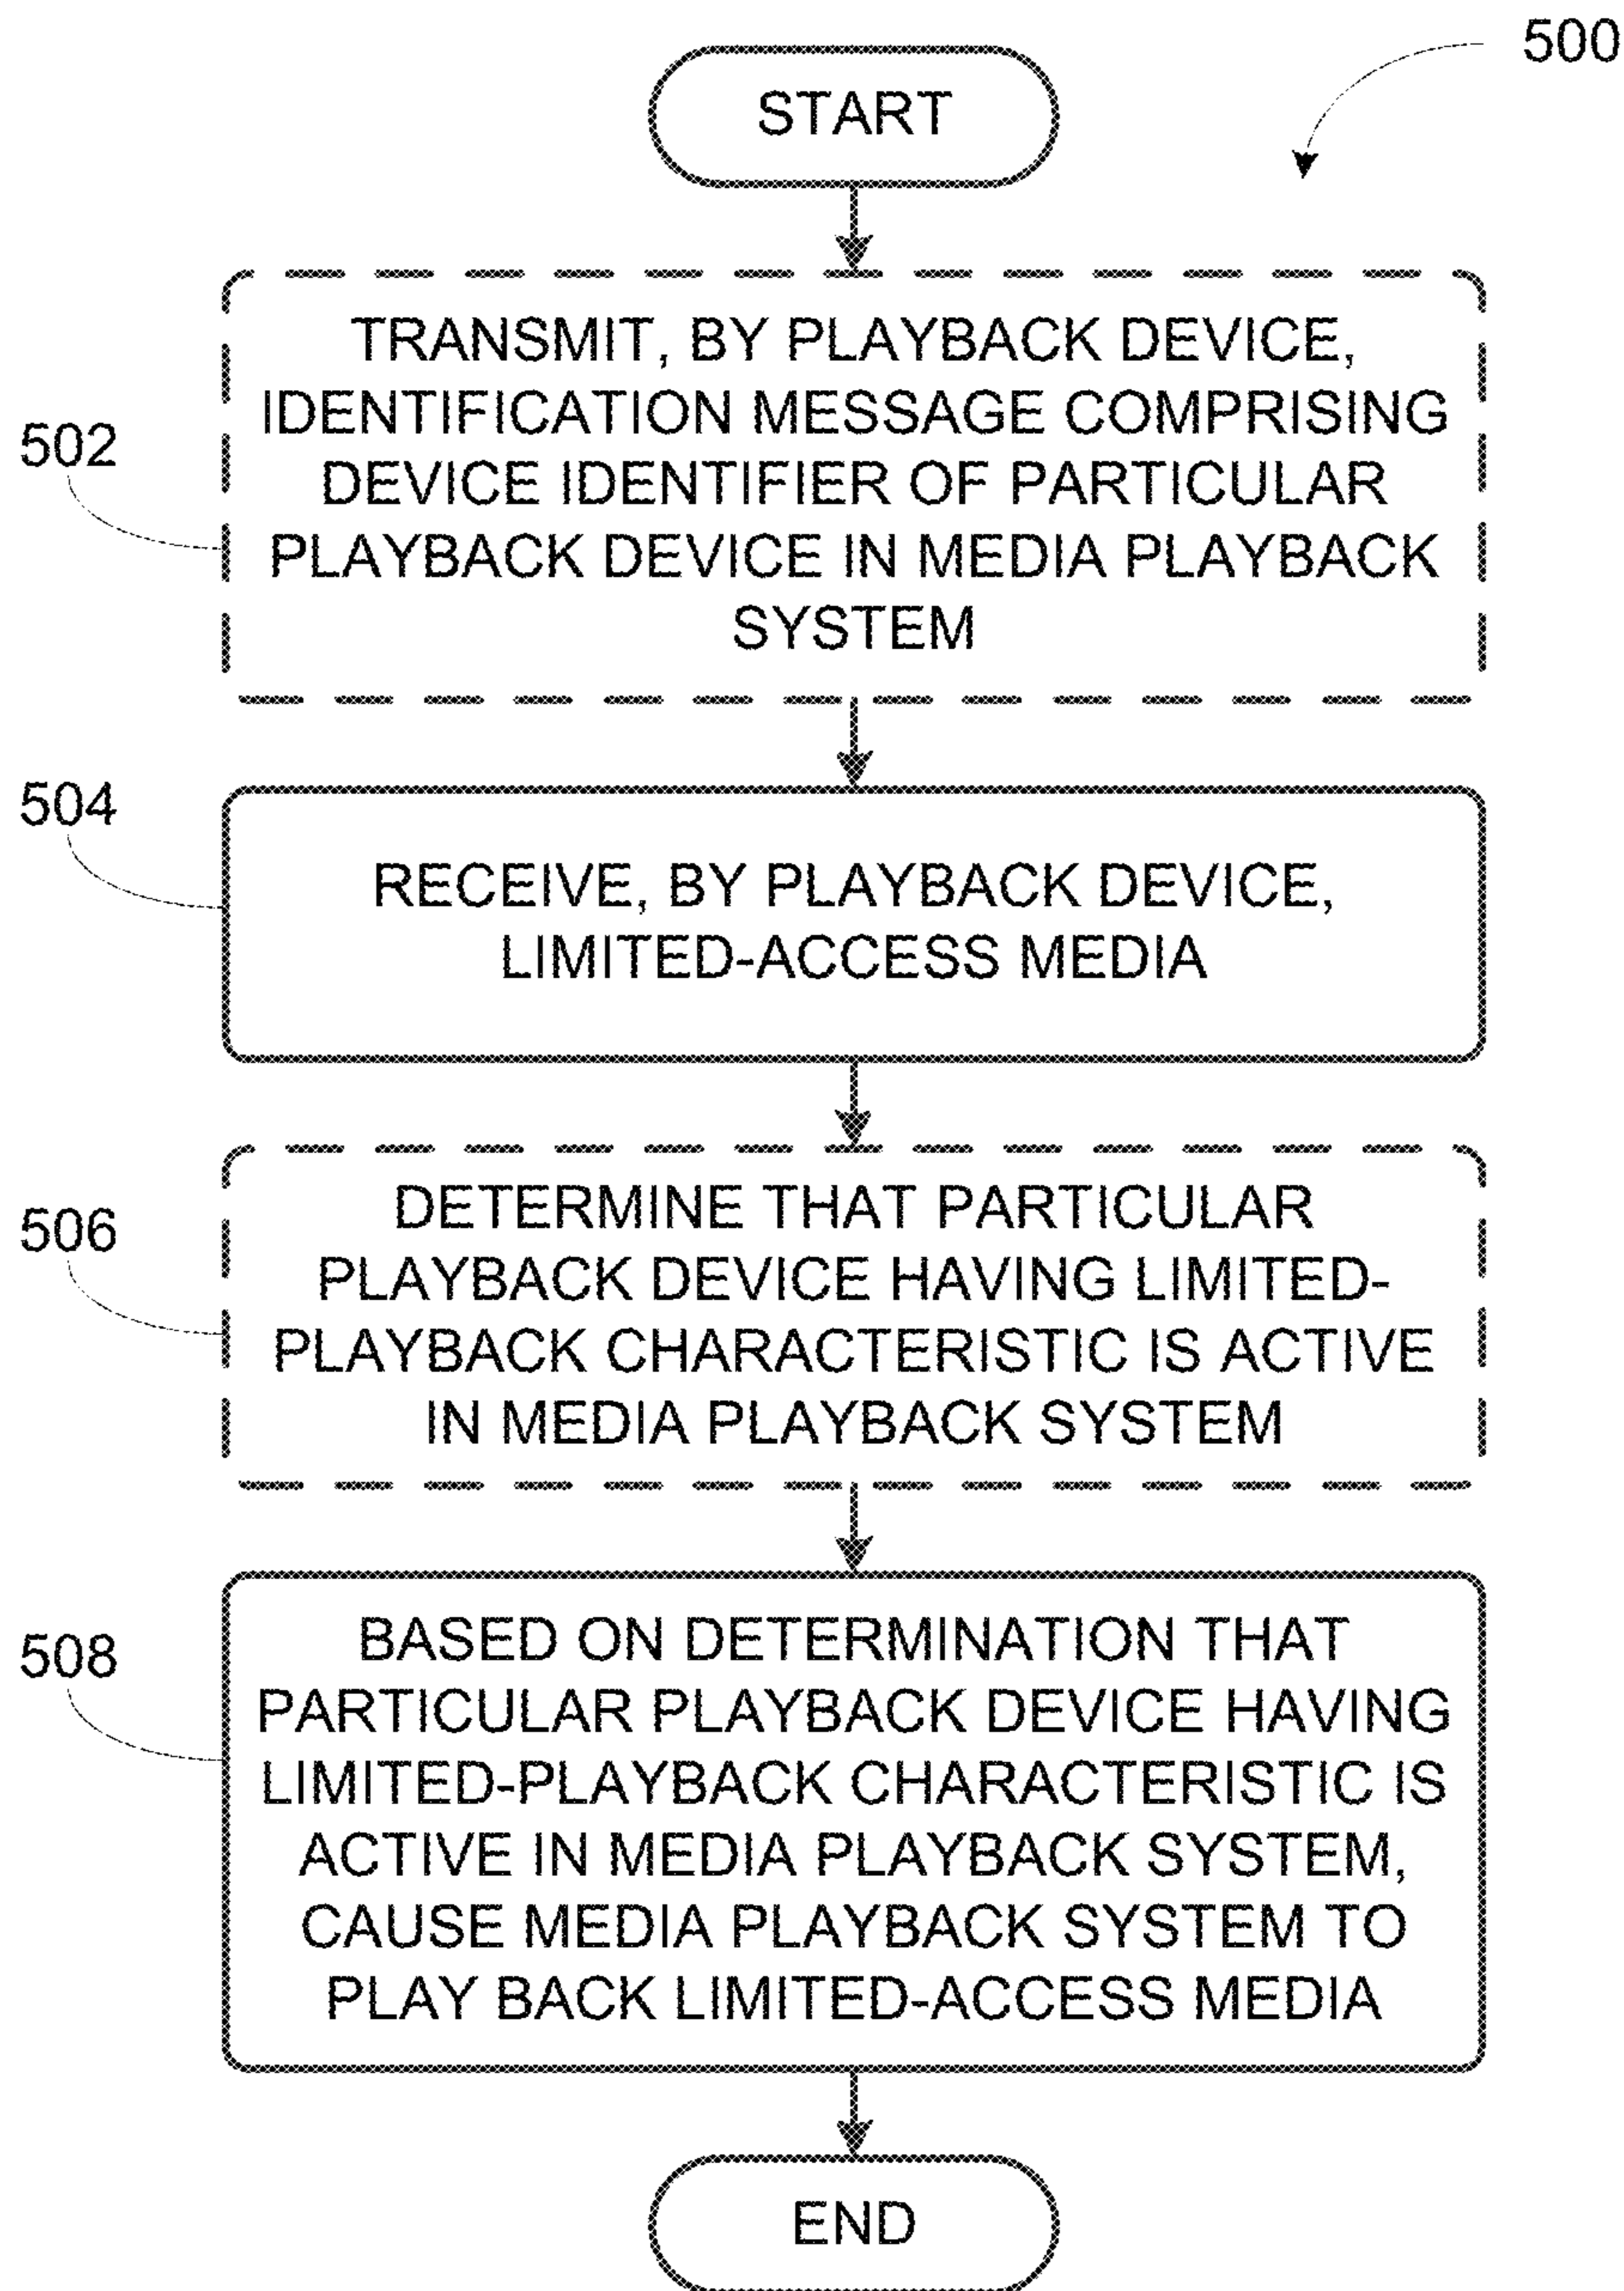 500
START
TRANSMIT, BY PLAYBACK DEVICE,
IDENTIFICATION MESSAGE COMPRISING
DEVICE IDENTIFIER OF PARTICULAR
PLAYBACK DEVICE IN MEDIA PLAYBACK
SYSTEM
502
RECEIVE, BY PLAYBACK DEVICE,
LIMITED-ACCESS MEDIA
504
DETERMINE THAT PARTICULAR
PLAYBACK DEVICE HAVING LIMITED-
PLAYBACK CHARACTERISTIC IS ACTIVE
IN MEDIA PLAYBACK SYSTEM
506
BASED ON DETERMINATION THAT
PARTICULAR PLAYBACK DEVICE HAVING
LIMITED-PLAYBACK CHARACTERISTIC IS
ACTIVE IN MEDIA PLAYBACK SYSTEM,
CAUSE MEDIA PLAYBACK SYSTEM TO
PLAY BACK LIMITED-ACCESS MEDIA
508
END